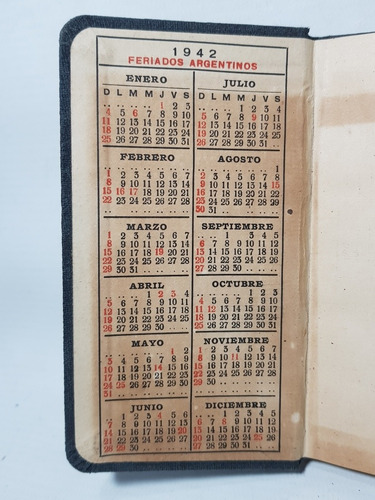 1942
FERIADOS ARGENTINOS
ENERO
D L M M J V S
1 2 3
4 5 6 7 8 9 10
11 12 13 14 15 16 17
18 19 20 21 22 23 24
25 26 27 28 29 30 31
FEBRERO
1 2 3 4 5 6 7
8 9 10 11 12 13 14
15 16 17 18 19 20 21
22 23 24 25 26 27 28
MARZO
1 2 3 4 5 6 7
8 9 10 11 12 13 14
15 16 17 18 19 20 21
22 23 24 25 26 27 28
29 30 31
ABRIL
1 2 3 4
5 6 7 8 9 10 11
12 13 14 15 16 17 18
19 20 21 22 23 24 25
26 27 28 29 30
MAYO
1 2
3 4 5 6 7 8 9
10 11 12 13 14 15 16
17 18 19 20 21 22 23
24 25 26 27 28 29 30
31
JUNIO
1 2 3 4 5 6
7 8 9 10 11 12 13
14 15 16 17 18 19 20
21 22 23 24 25 26 27
28 29 30
JULIO
D L M M J V S
1 2 3 4
5 6 7 8 9 10 11
12 13 14 15 16 17 18
19 20 21 22 23 24 25
26 27 28 29 30 31
AGOSTO
1
2 3 4 5 6 7 8
9 10 11 12 13 14 15
16 17 18 19 20 21 22
23 24 25 26 27 28 29
30 31
SEPTIEMBRE
1 2 3 4 5
6 7 8 9 10 11 12
13 14 15 16 17 18 19
20 21 22 23 24 25 26
27 28 29 30
OCTUBRE
1 2 3
4 5 6 7 8 9 10
11 12 13 14 15 16 17
18 19 20 21 22 23 24
25 26 27 28 29 30 31
NOVIEMBRE
1 2 3 4 5 6 7
8 9 10 11 12 13 14
15 16 17 18 19 20 21
22 23 24 25 26 27 28
29 30
DICIEMBRE
1 2 3 4 5
6 7 8 9 10 11 12
13 14 15 16 17 18 19
20 21 22 23 24 25 26
27 28 29 30 31